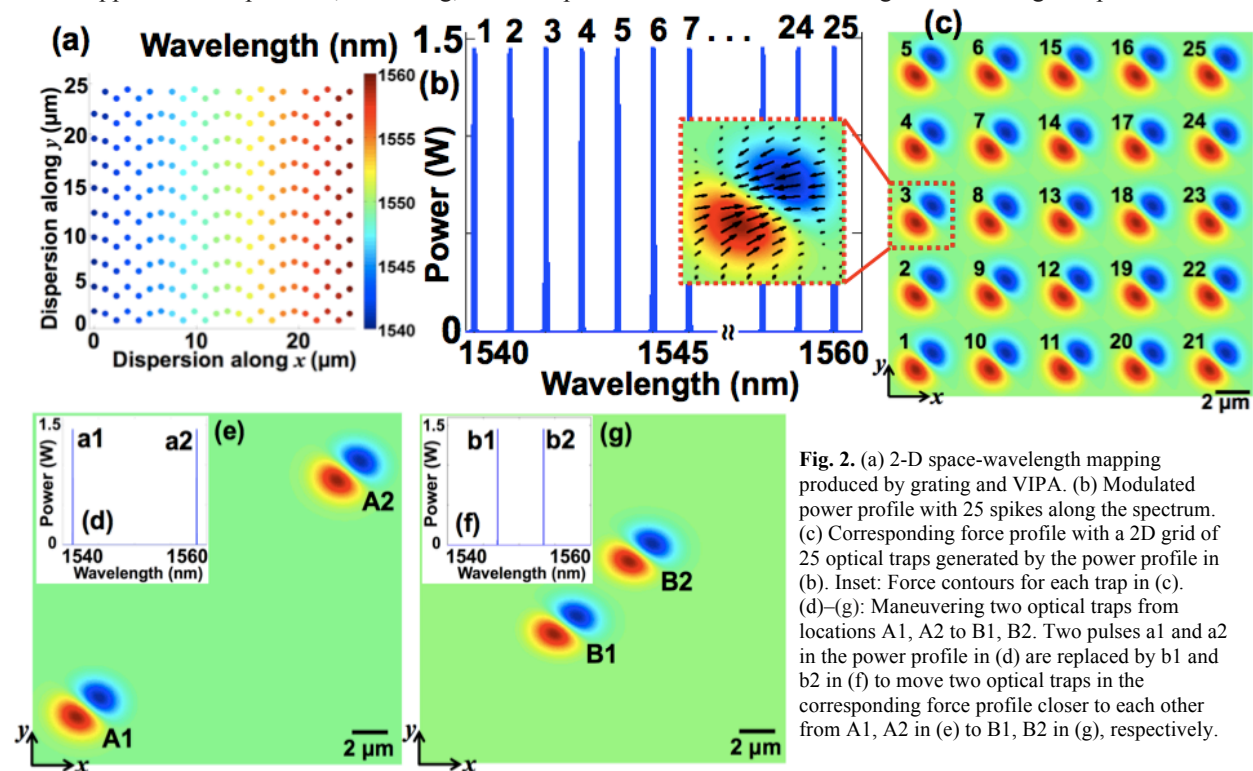 (a)
Wavelength (nm)
25
20
15
10
5
0
Dispersion along y (µm)
0
10
20
Dispersion along x (µm)
1560
1555
1550
1545
1540
(b)
1.5
0
Power (W)
1 2 3 4 5 6 7 . . . 24 25
1540
1545
≈
1560
Wavelength (nm)
(c)
5 6 15 16 25
4 7 14 17 24
3 8 13 18 23
2 9 12 19 22
1 10 11 20 21
y
x
2 µm
(e)
1.5
0
Power (W)
a1 a2
(d)
1540 1560
Wavelength (nm)
A2
A1
y
x
2 µm
(g)
1.5
0
Power (W)
b1 b2
(f)
1540 1560
Wavelength (nm)
B2
B1
y
x
2 µm
Fig. 2. (a) 2-D space-wavelength mapping
produced by grating and VIPA. (b) Modulated
power profile with 25 spikes along the spectrum.
(c) Corresponding force profile with a 2D grid of
25 optical traps generated by the power profile in
(b). Inset: Force contours for each trap in (c).
(d)–(g): Maneuvering two optical traps from
locations A1, A2 to B1, B2. Two pulses a1 and a2
in the power profile in (d) are replaced by b1 and
b2 in (f) to move two optical traps in the
corresponding force profile closer to each other
from A1, A2 in (e) to B1, B2 in (g), respectively.